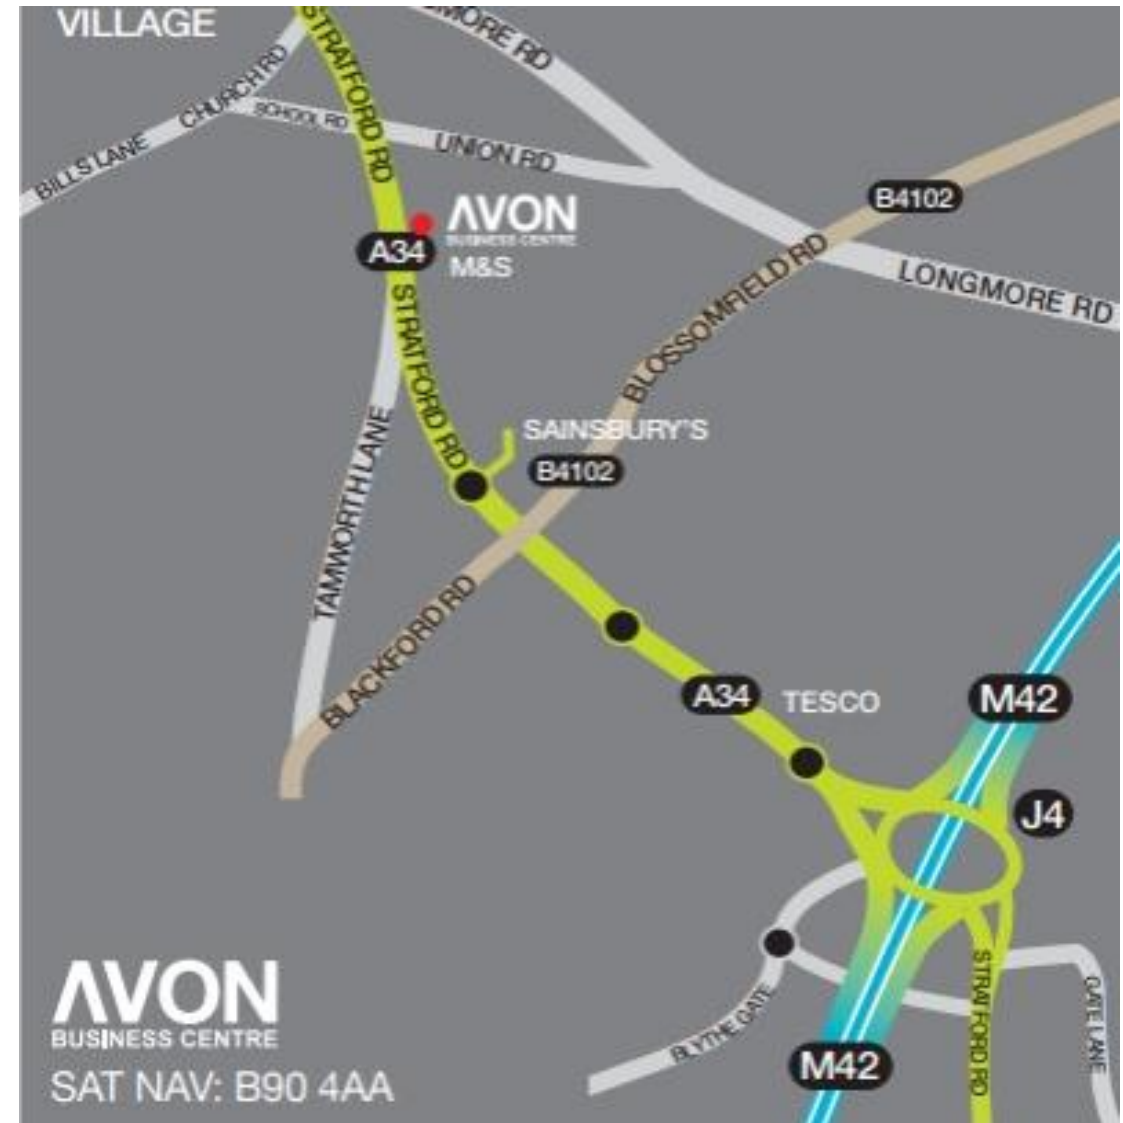 VILLAGE
STRATFORD RD
MORE RD
CHURCH RD
SCHOOL RD
UNION RD
BILLS LANE
B4102
AVON
BUSINESS CENTRE
A34
M&S
BLOSSOMFIELD RD
LONGMORE RD
STRATFORD RD
SAINSBURY'S
B4102
TAMWORTH LANE
BLACKFORD RD
A34
TESCO
M42
J4
STRATFORD RD
GATE LANE
BLYTHE GATE
M42
AVON
BUSINESS CENTRE
SAT NAV: B90 4AA